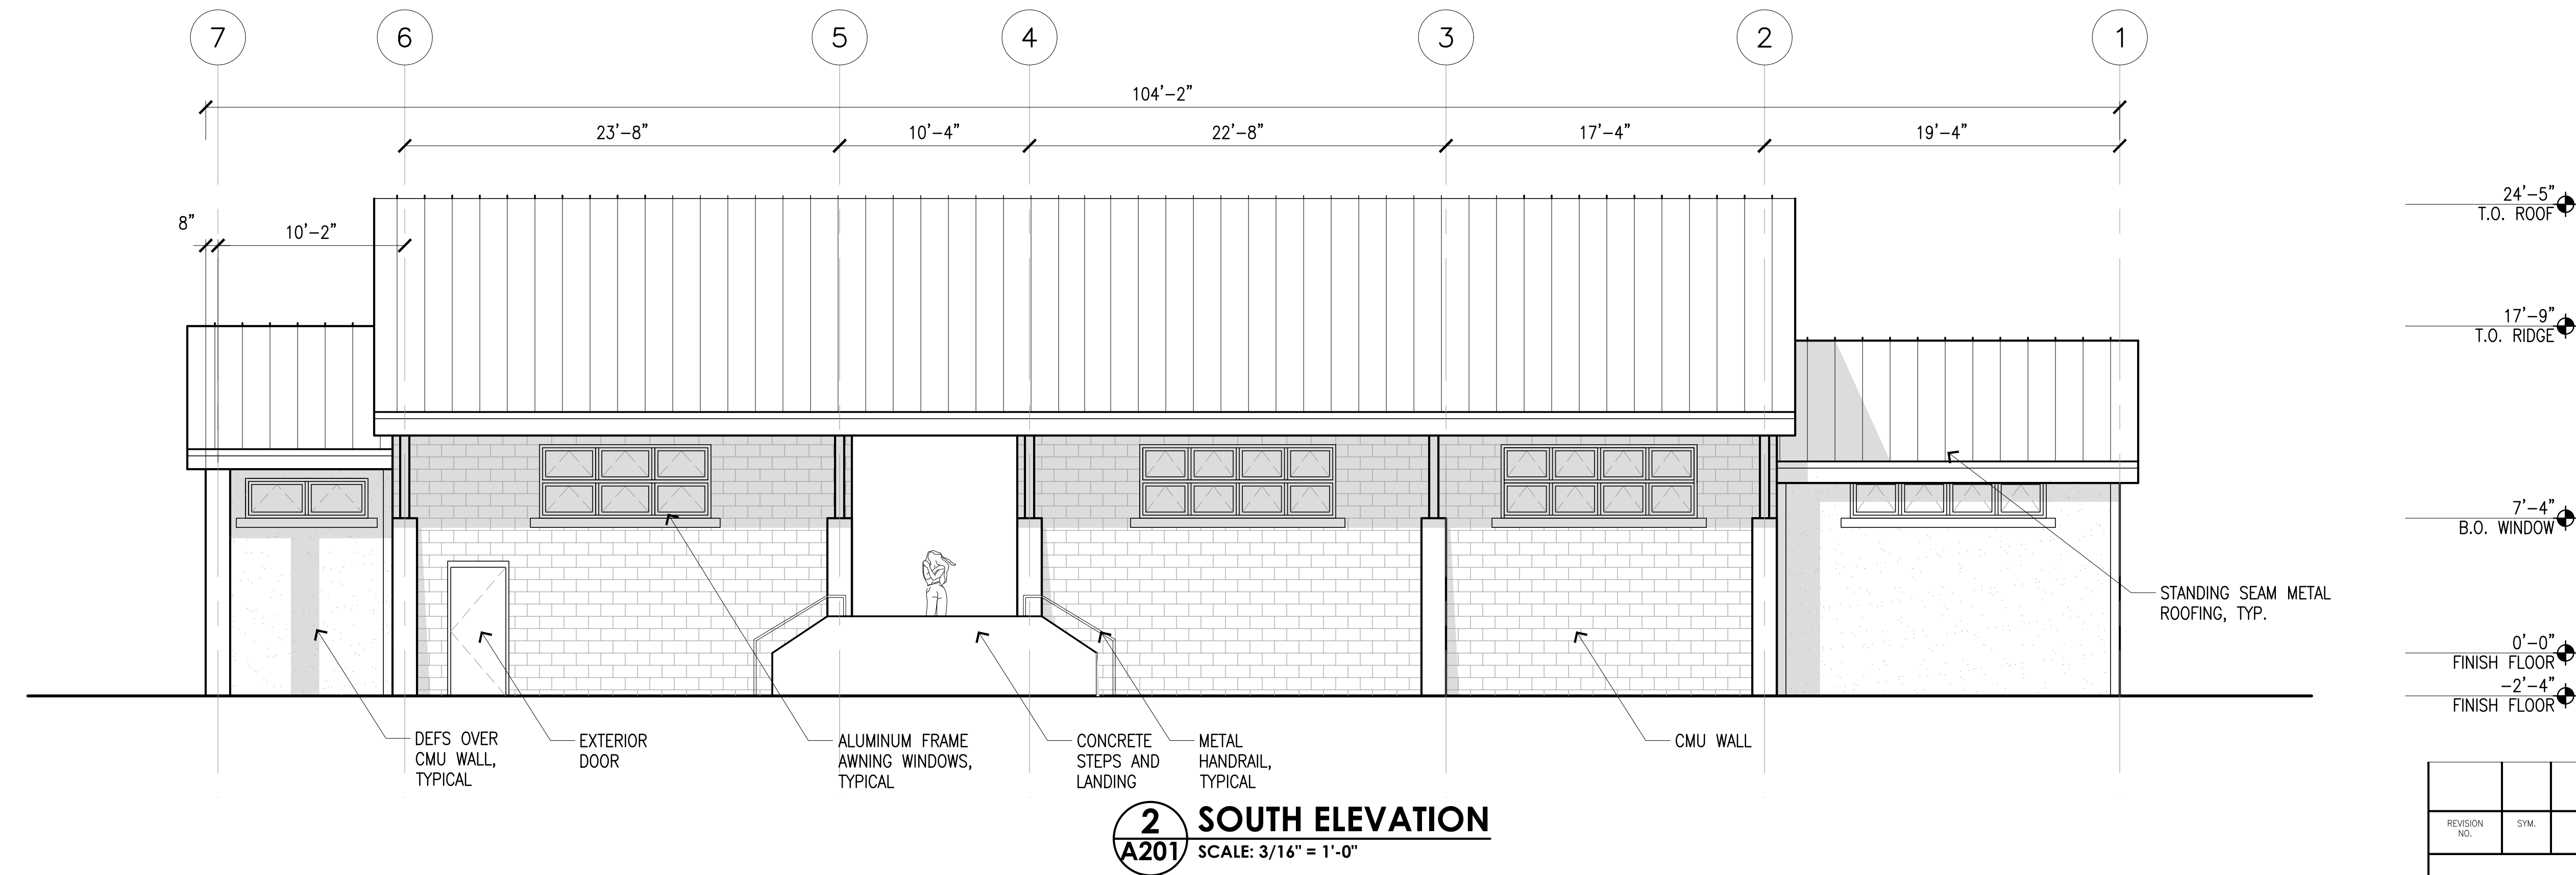 7 6 5 4 3 2 1
104'-2"
23'-8" 10'-4" 22'-8" 17'-4" 19'-4"
8" 10'-2"
24'-5"
T.O. ROOF
17'-9"
T.O. RIDGE
7'-4"
B.O. WINDOW
0'-0"
FINISH FLOOR
-2'-4"
FINISH FLOOR
STANDING SEAM METAL
ROOFING, TYP.
DEFS OVER
CMU WALL,
TYPICAL
EXTERIOR
DOOR
ALUMINUM FRAME
AWNING WINDOWS,
TYPICAL
CONCRETE
STEPS AND
LANDING
METAL
HANDRAIL,
TYPICAL
CMU WALL
2
A201
SOUTH ELEVATION
SCALE: 3/16" = 1'-0"
REVISION
NO.
SYM.